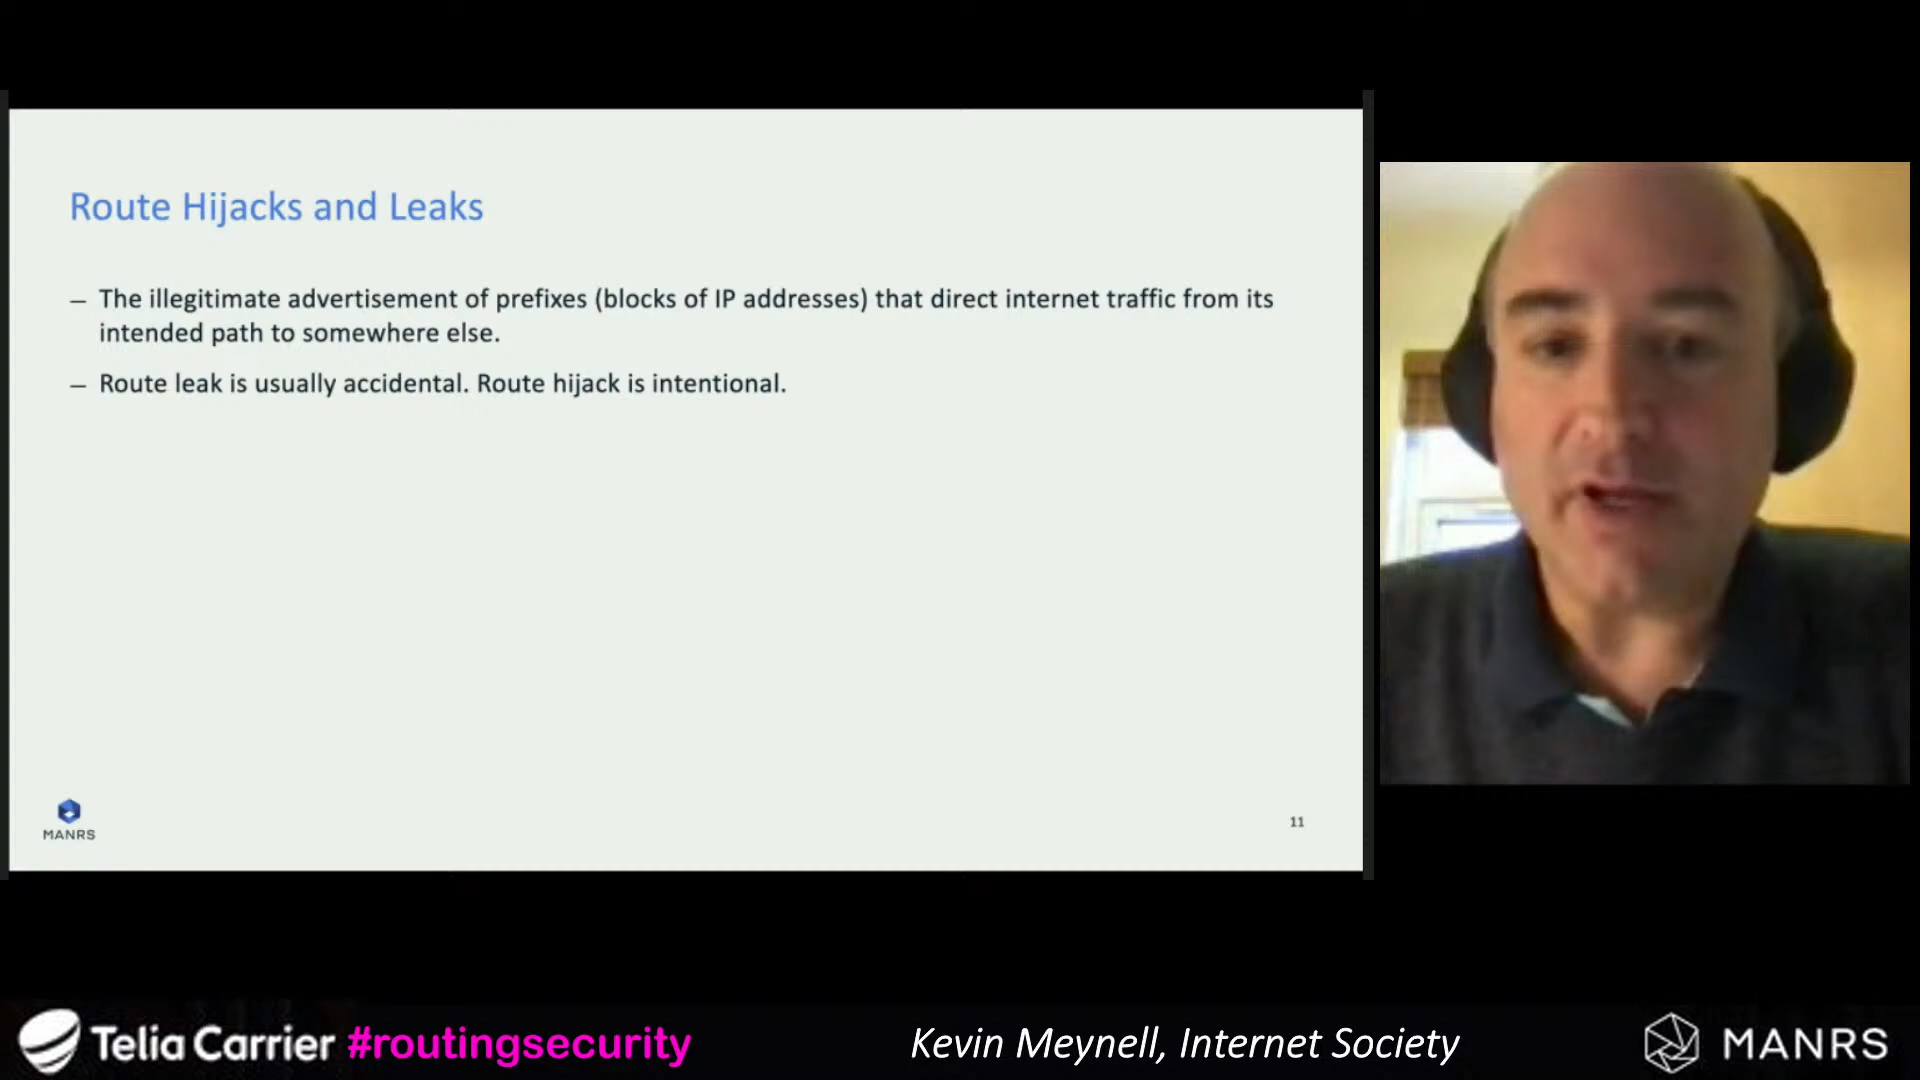 Route Hijacks and Leaks
– The illegitimate advertisement of prefixes (blocks of IP addresses) that direct internet traffic from its
intended path to somewhere else.
– Route leak is usually accidental. Route hijack is intentional.
MANRS
11
Telia Carrier #routingsecurity
Kevin Meynell, Internet Society
MANRS